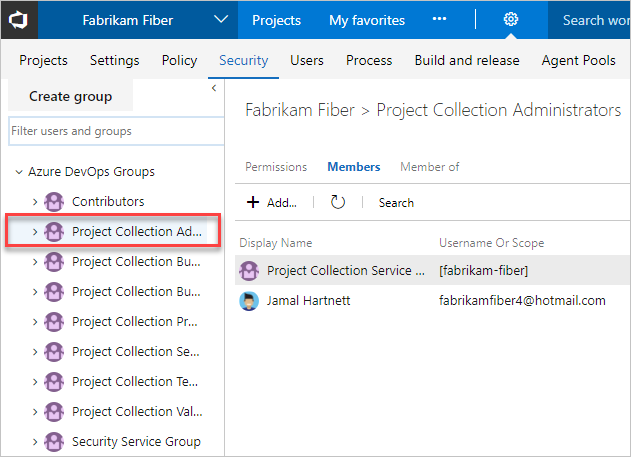 Fabrikam Fiber Projects My favorites ••• Search wo
Projects Settings Policy Security Users Process Build and release Agent Pools
Create group
Filter users and groups
Fabrikam Fiber > Project Collection Administrators
Permissions Members Member of
+ Add... Search
Display Name Username Or Scope
Project Collection Service ... [fabrikam-fiber]
Jamal Hartnett fabrikamfiber4@hotmail.com
Azure DevOps Groups
Contributors
Project Collection Ad...
Project Collection Bu...
Project Collection Bu...
Project Collection Pr...
Project Collection Se...
Project Collection Te...
Project Collection Val...
Security Service Group